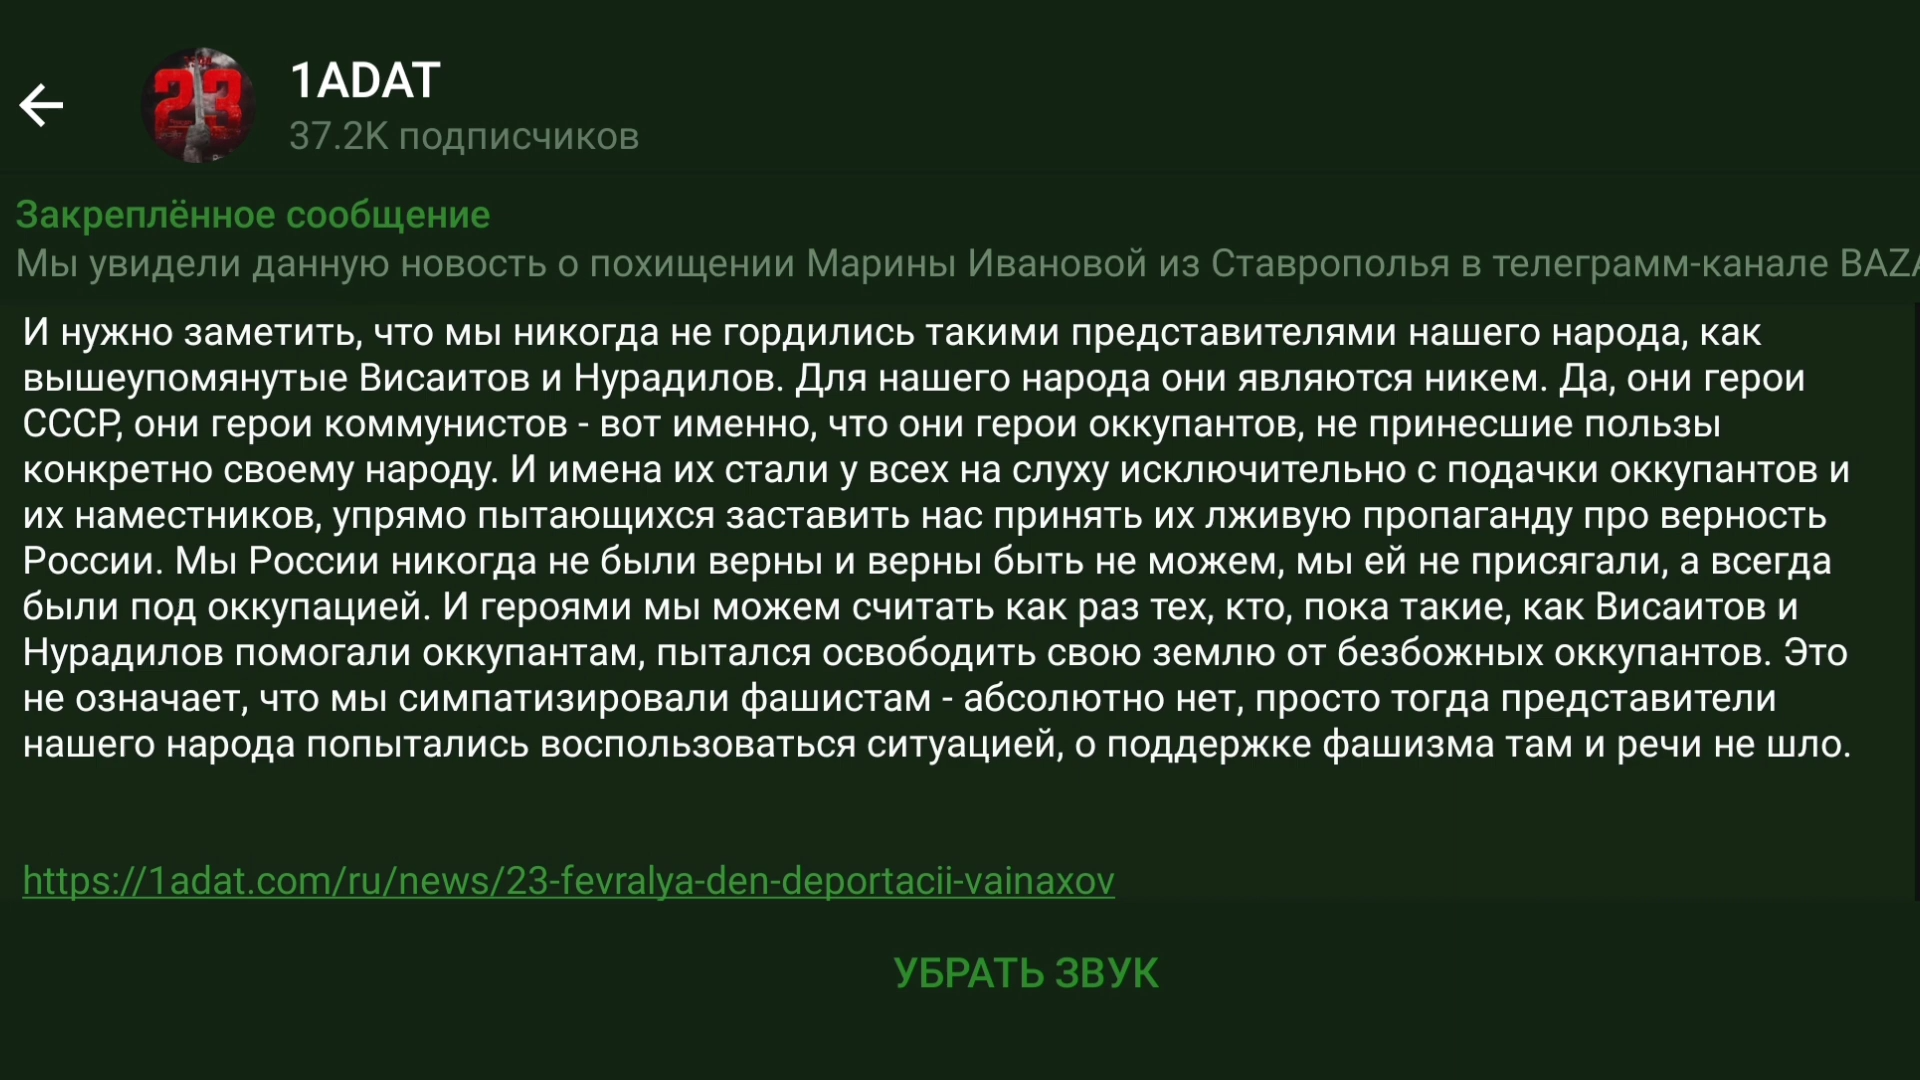 1ADAT
37.2K подписчиков
Закреплённое сообщение
Мы увидели данную новость о похищении Марины Ивановой из Ставрополья в телеграмм-канале BAZA
И нужно заметить, что мы никогда не гордились такими представителями нашего народа, как
вышеупомянутые Висаитов и Нурадилов. Для нашего народа они являются никем. Да, они герои
СССР, они герои коммунистов - вот именно, что они герои оккупантов, не принесшие пользы
конкретно своему народу. И имена их стали у всех на слуху исключительно с подачки оккупантов и
их наместников, упрямо пытающихся заставить нас принять их лживую пропаганду про верность
России. Мы России никогда не были верны и верны быть не можем, мы ей не присягали, а всегда
были под оккупацией. И героями мы можем считать как раз тех, кто, пока такие, как Висаитов и
Нурадилов помогали оккупантам, пытался освободить свою землю от безбожных оккупантов. Это
не означает, что мы симпатизировали фашистам - абсолютно нет, просто тогда представители
нашего народа попытались воспользоваться ситуацией, о поддержке фашизма там и речи не шло.
https://1adat.com/ru/news/23-fevralya-den-deportacii-vainaxov
УБРАТЬ ЗВУК
23